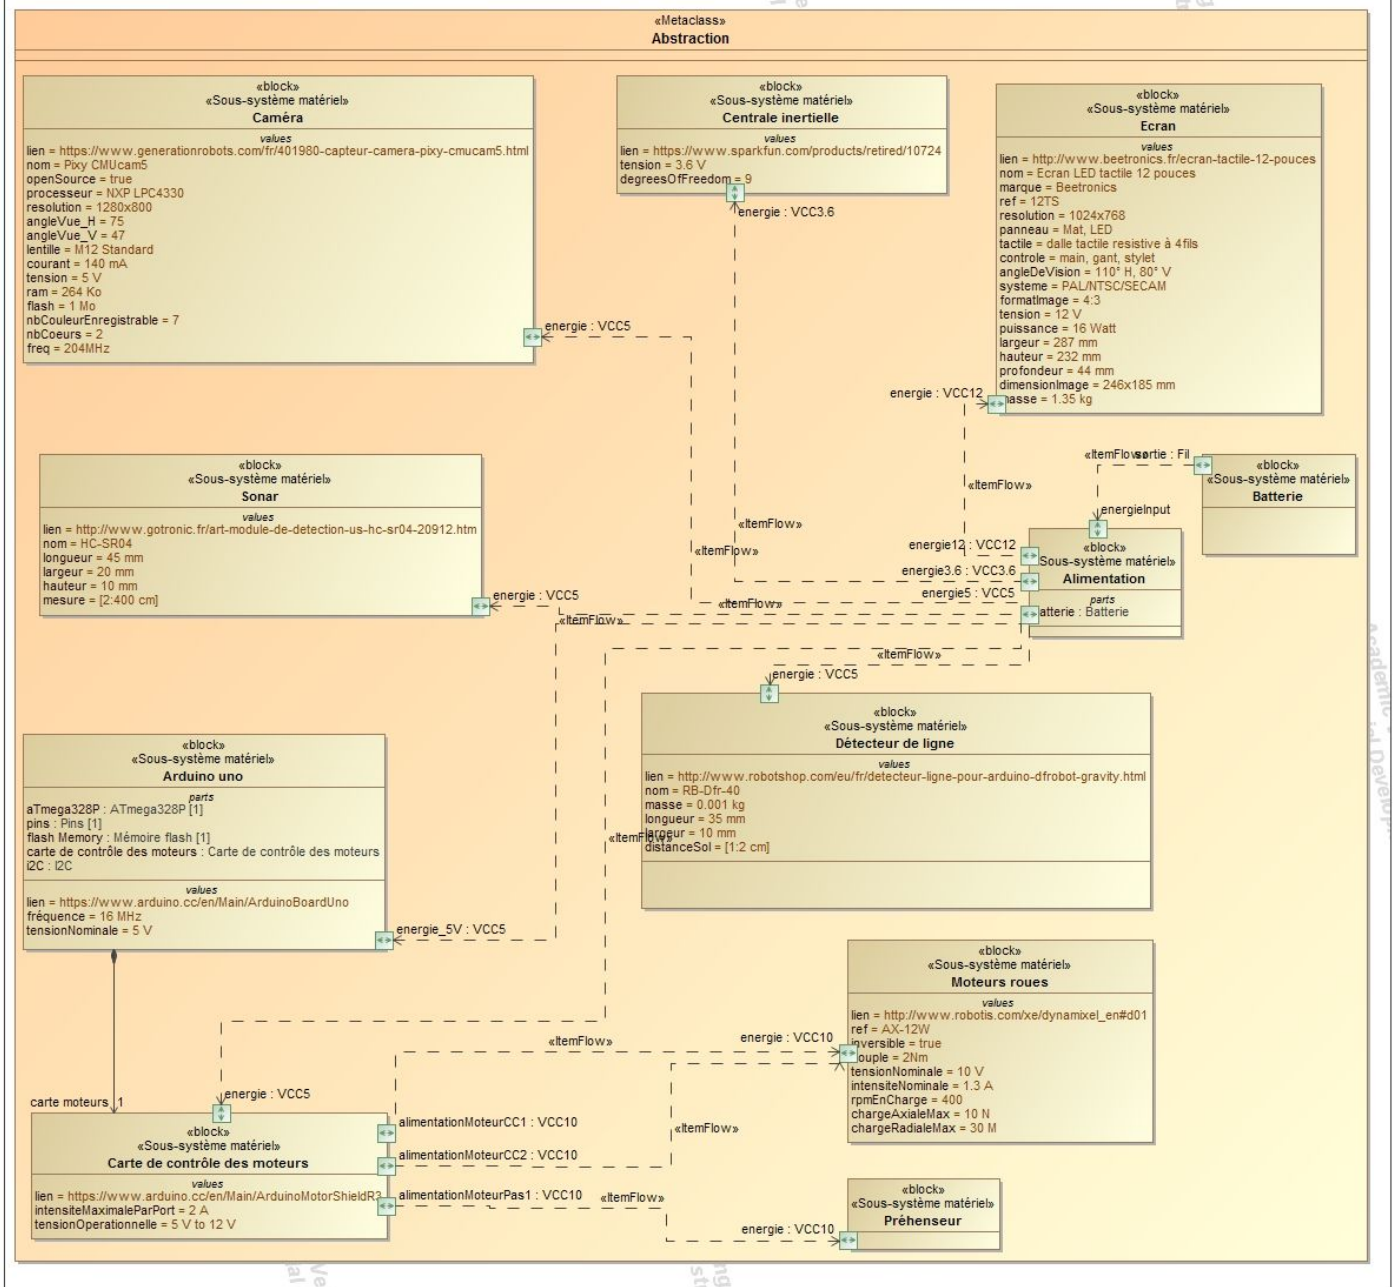 «Metaclass»
Abstraction
«block»
«Sous-système matériel»
Caméra
values
lien = https://www.generationrobots.com/fr/401980-capteur-camera-pixy-cmucam5.html
nom = Pixy CMUcam5
openSource = true
processeur = NXP LPC4330
resolution = 1280x800
angleVue_H = 75
angleVue_V = 47
lentille = M12 Standard
courant = 140 mA
tension = 5 V
ram = 264 Ko
flash = 1 Mo
nbCouleurEnregistrable = 7
nbCoeurs = 2
freq = 204MHz
energie : VCC5
«block»
«Sous-système matériel»
Centrale inertielle
values
lien = https://www.sparkfun.com/products/retired/10724
tension = 3.6 V
degreesOfFreedom = 9
energie : VCC3.6
«block»
«Sous-système matériel»
Ecran
values
lien = http://www.beetronics.fr/ecran-tactile-12-pouces
nom = Ecran LED tactile 12 pouces
marque = Beetronics
ref = 12TS
resolution = 1024x768
panneau = Mat, LED
tactile = dalle tactile resistive à 4fils
controle = main, gant, stylet
angleDeVision = 110° H, 80° V
systeme = PAL/NTSC/SECAM
formatImage = 4:3
tension = 12 V
puissance = 16 Watt
largeur = 287 mm
hauteur = 232 mm
profondeur = 44 mm
dimensionImage = 246x185 mm
asse = 1.35 kg
energie : VCC12
«block»
«Sous-système matériel»
Sonar
values
lien = http://www.gotronic.fr/art-module-de-detection-us-hc-sr04-20912.htm
nom = HC-SR04
longueur = 45 mm
largeur = 20 mm
hauteur = 10 mm
mesure = [2:400 cm]
energie : VCC5
«ItemFlow»
«ItemFlow»
«ItemFlow»
«ItemFlow»
«ItemFlow»
«ItemFlow» sortie : Fil
«block»
«Sous-système matériel»
Batterie
energieInput
energie12 : VCC12
energie3.6 : VCC3.6
energie5 : VCC5
«block»
«Sous-système matériel»
Alimentation
parts
atterie : Batterie
«ItemFlow»
energie : VCC5
«block»
«Sous-système matériel»
Détecteur de ligne
values
lien = http://www.robotshop.com/eu/fr/detecteur-ligne-pour-arduino-dfrobot-gravity.html
nom = RB-Dfr-40
masse = 0.001 kg
longueur = 35 mm
largeur = 10 mm
distanceSol = [1:2 cm]
«ItemFlow»
«block»
«Sous-système matériel»
Arduino uno
parts
aTmega328P : ATmega328P [1]
pins : Pins [1]
flash Memory : Mémoire flash [1]
carte de contrôle des moteurs : Carte de contrôle des moteurs
i2C : I2C
values
lien = https://www.arduino.cc/en/Main/ArduinoBoardUno
fréquence = 16 MHz
tensionNominale = 5 V
energie_5V : VCC5
«block»
«Sous-système matériel»
Moteurs roues
values
lien = http://www.robotis.com/xe/dynamixel_en#d01
ref = AX-12W
inversible = true
ouple = 2Nm
tensionNominale = 10 V
intensiteNominale = 1.3 A
rpmEnCharge = 400
chargeAxialeMax = 10 N
chargeRadialeMax = 30 M
energie : VCC10
«ItemFlow»
«ItemFlow»
energie : VCC5
carte moteurs 1
«block»
«Sous-système matériel»
Carte de contrôle des moteurs
values
lien = https://www.arduino.cc/en/Main/ArduinoMotorShieldR3
intensiteMaximaleParPort = 2 A
tensionOperationnelle = 5 V to 12 V
alimentationMoteurCC1 : VCC10
alimentationMoteurCC2 : VCC10
alimentationMoteurPas1 : VCC10
«ItemFlow»
energie : VCC10
«block»
«Sous-système matériel»
Préhenseur